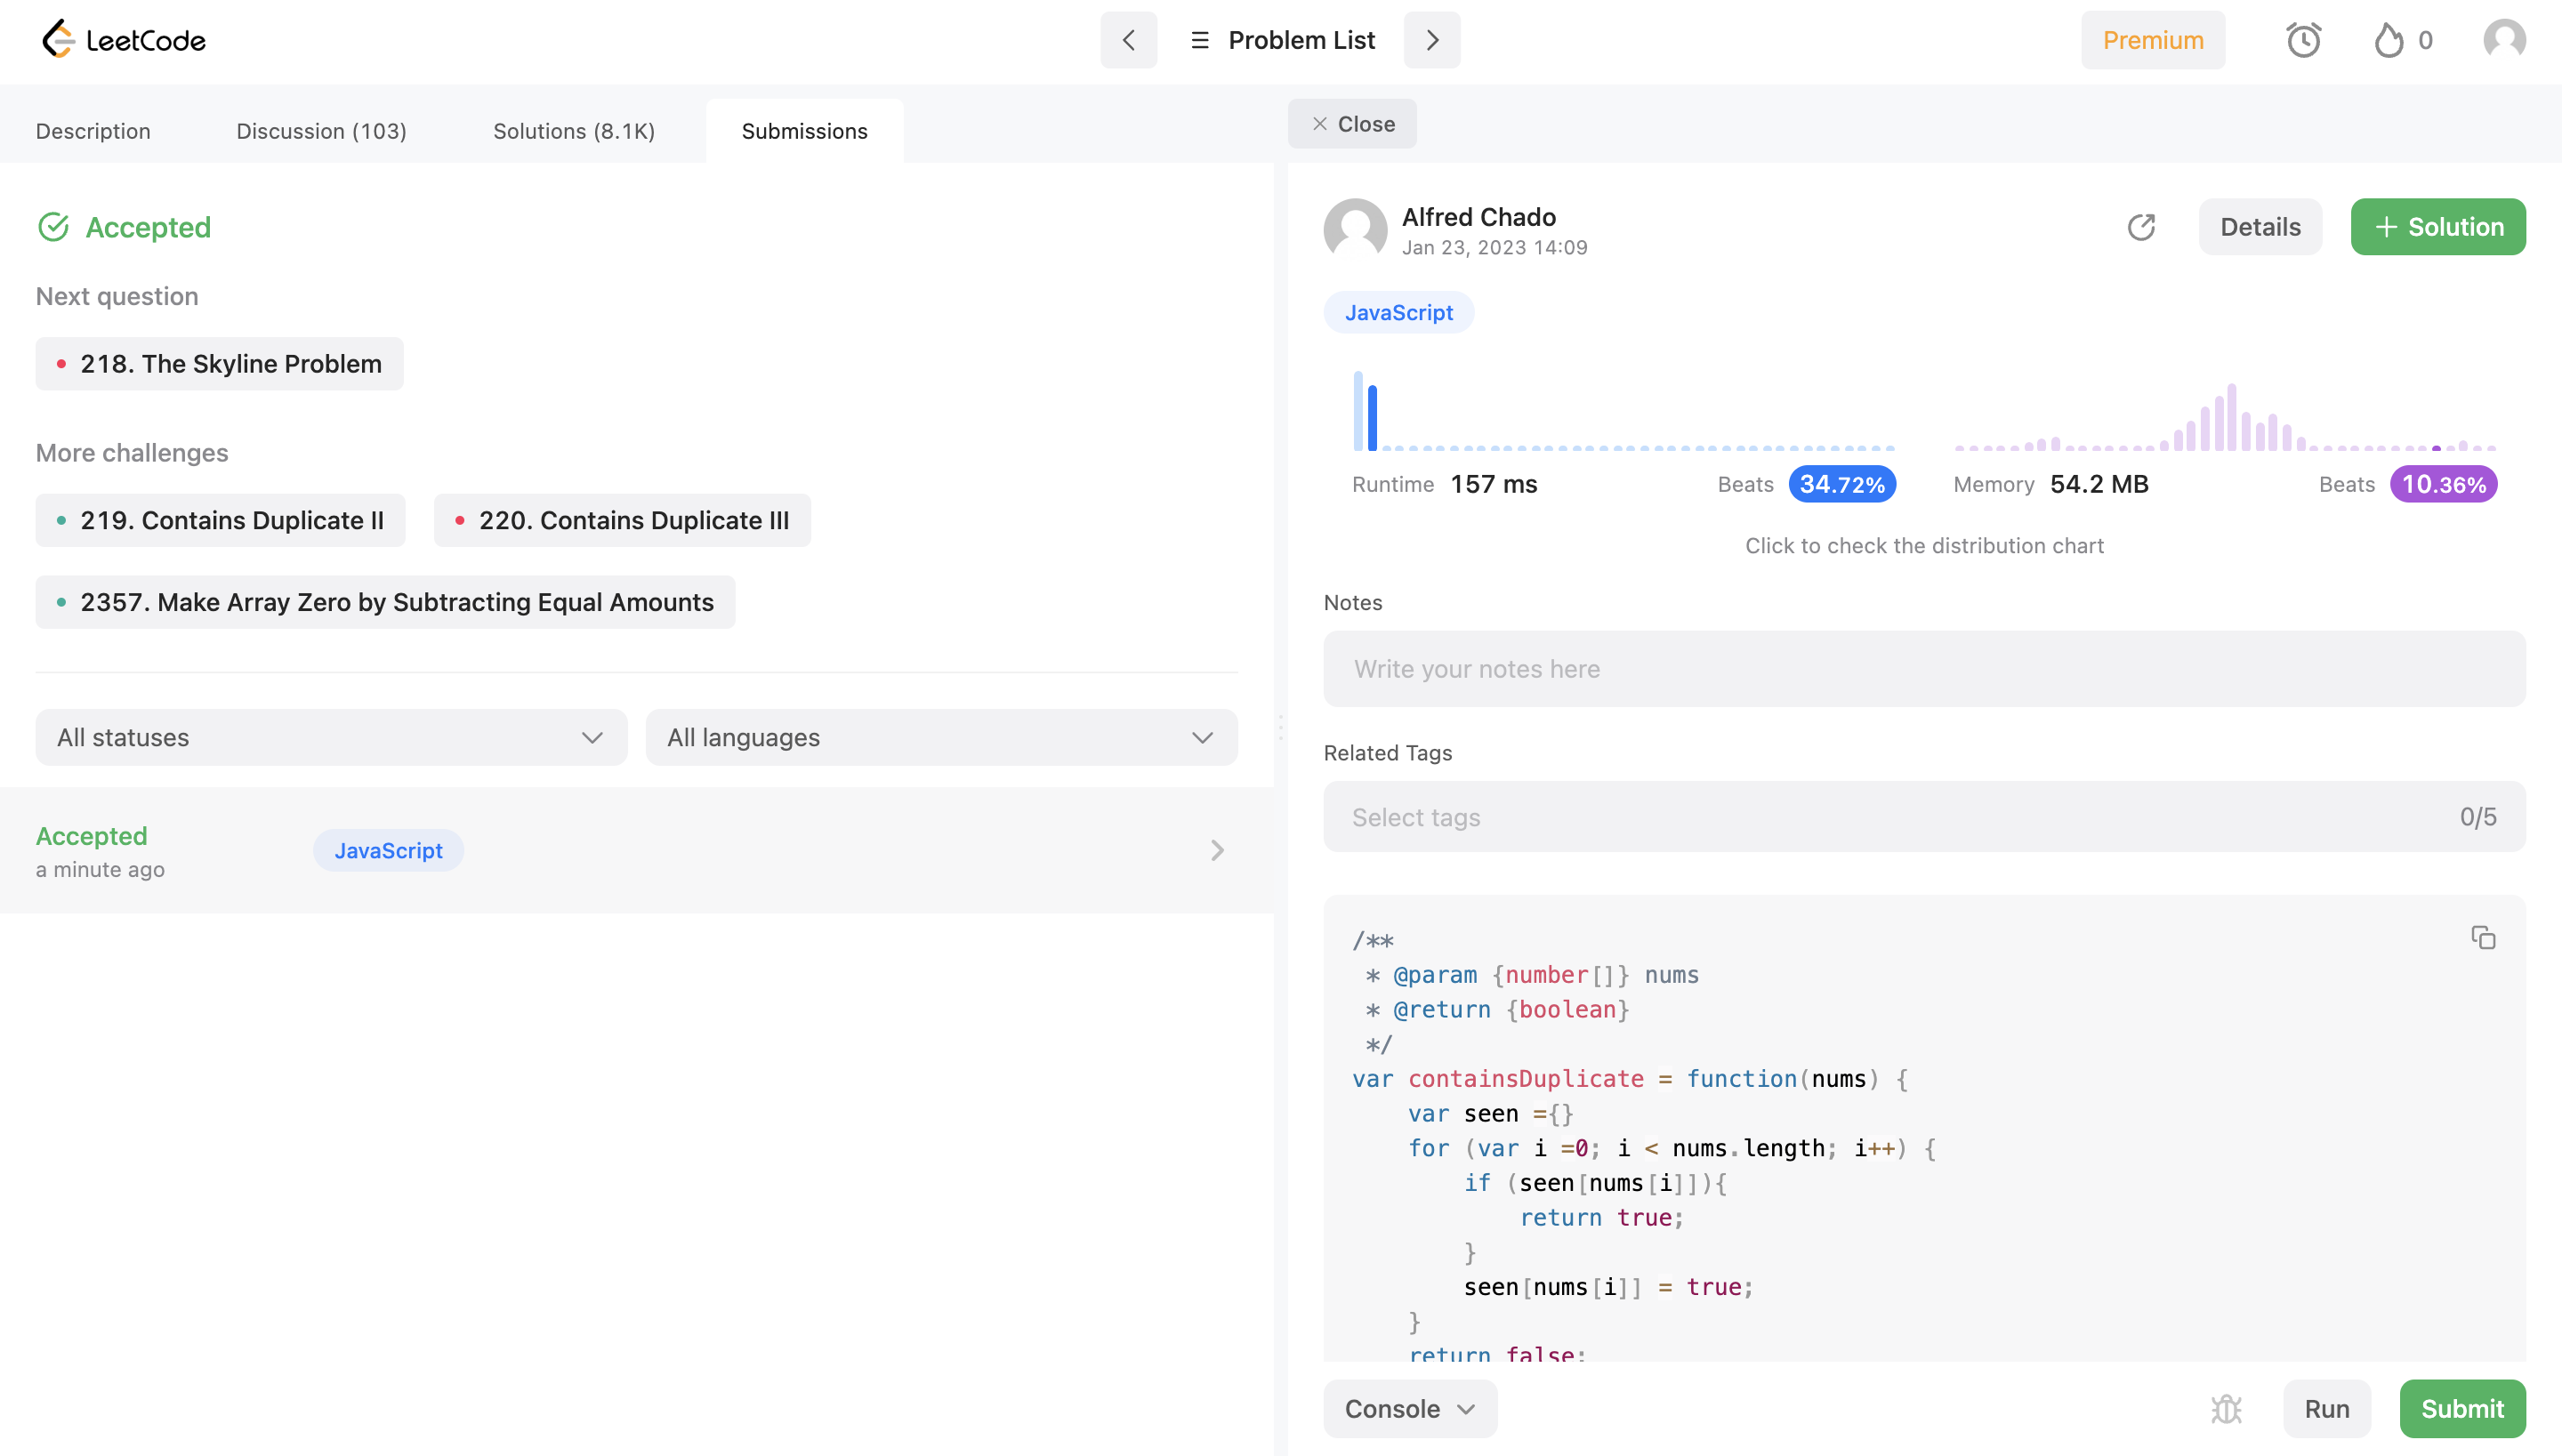 LeetCode
Problem List
Premium
0
Description
Discussion (103)
Solutions (8.1K)
Submissions
Close
Accepted
Next question
218. The Skyline Problem
More challenges
219. Contains Duplicate II
220. Contains Duplicate III
2357. Make Array Zero by Subtracting Equal Amounts
All statuses
All languages
Accepted
a minute ago
JavaScript
Alfred Chado
Jan 23, 2023 14:09
Details
Solution
JavaScript
Runtime 157 ms
Beats 34.72%
Memory 54.2 MB
Beats 10.36%
Click to check the distribution chart
Notes
Write your notes here
Related Tags
Select tags
0/5
/**
 * @param {number[]} nums
 * @return {boolean}
 */
var containsDuplicate = function(nums) {
    var seen ={}
    for (var i =0; i < nums.length; i++) {
        if (seen[nums[i]]){
            return true;
        }
        seen[nums[i]] = true;
    }
    return false;
Console
Run
Submit